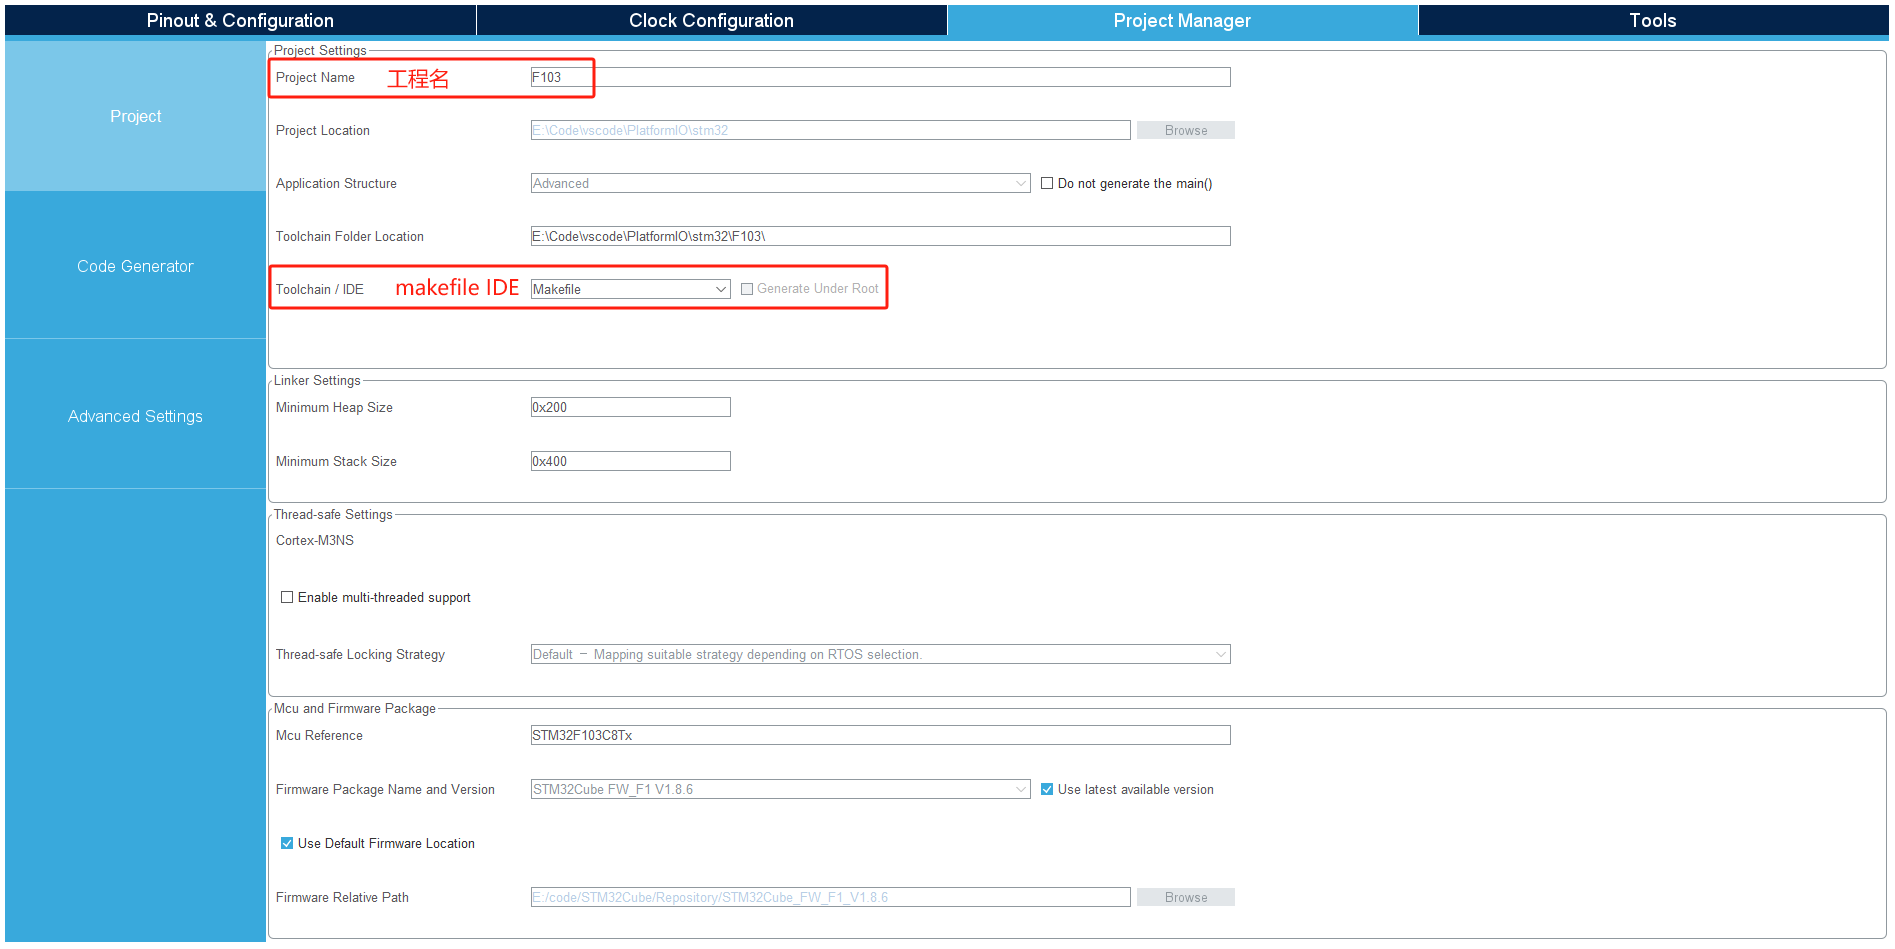 Pinout & Configuration
Clock Configuration
Project Manager
Tools
Project
Code Generator
Advanced Settings
Project Settings
Project Name 工程名 F103
Project Location E:\Code\vscode\PlatformIO\stm32 Browse
Application Structure Advanced Do not generate the main()
Toolchain Folder Location E:\Code\vscode\PlatformIO\stm32\F103\
Toolchain / IDE makefile IDE Makefile Generate Under Root
Linker Settings
Minimum Heap Size 0x200
Minimum Stack Size 0x400
Thread-safe Settings
Cortex-M3NS
Enable multi-threaded support
Thread-safe Locking Strategy Default － Mapping suitable strategy depending on RTOS selection.
Mcu and Firmware Package
Mcu Reference STM32F103C8Tx
Firmware Package Name and Version STM32Cube FW_F1 V1.8.6 Use latest available version
Use Default Firmware Location
Firmware Relative Path E:/code/STM32Cube/Repository/STM32Cube_FW_F1_V1.8.6 Browse